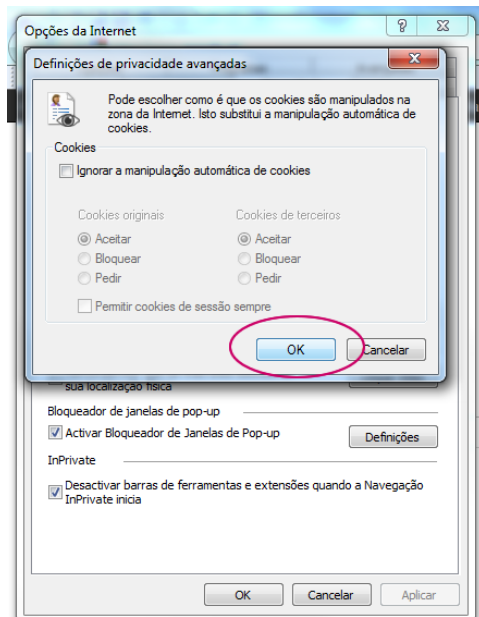 Opções da Internet
Definições de privacidade avançadas
Pode escolher como é que os cookies são manipulados na
zona da Internet. Isto substitui a manipulação automática de
cookies.
Cookies
Ignorar a manipulação automática de cookies
Cookies originais Cookies de terceiros
Aceitar Aceitar
Bloquear Bloquear
Pedir Pedir
Permitir cookies de sessão sempre
OK Cancelar
sua localização física
Bloqueador de janelas de pop-up
Activar Bloqueador de Janelas de Pop-up Definições
InPrivate
Desactivar barras de ferramentas e extensões quando a Navegação
InPrivate inicia
OK Cancelar Aplicar